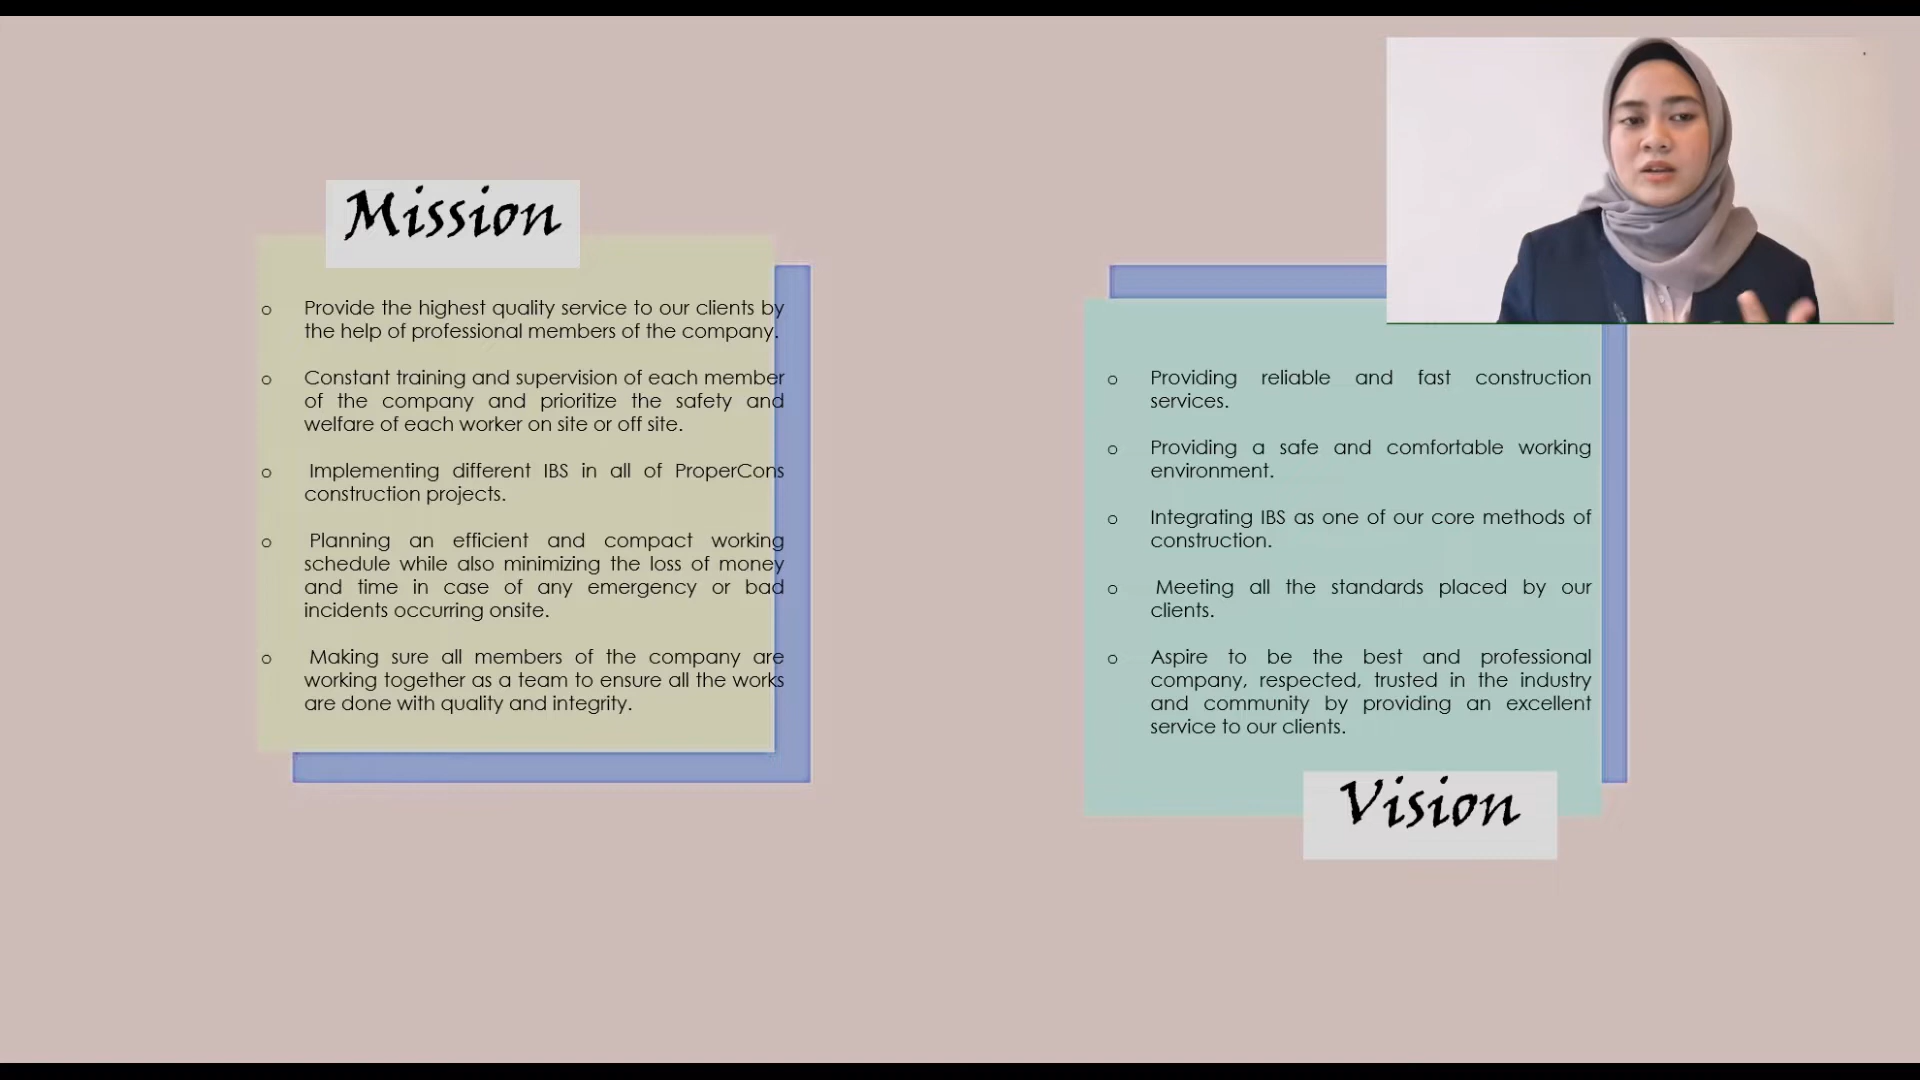 Mission
o Provide the highest quality service to our clients by
the help of professional members of the company.
o Constant training and supervision of each member
of the company and prioritize the safety and
welfare of each worker on site or off site.
o Implementing different IBS in all of ProperCons
construction projects.
o Planning an efficient and compact working
schedule while also minimizing the loss of money
and time in case of any emergency or bad
incidents occurring onsite.
o Making sure all members of the company are
working together as a team to ensure all the works
are done with quality and integrity.
o Providing reliable and fast construction
services.
o Providing a safe and comfortable working
environment.
o Integrating IBS as one of our core methods of
construction.
o Meeting all the standards placed by our
clients.
o Aspire to be the best and professional
company, respected, trusted in the industry
and community by providing an excellent
service to our clients.
Vision